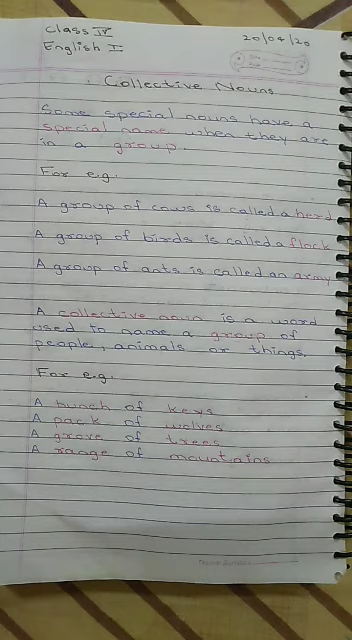 Class IV
20/04/20
English I
Collective Nouns
Some special nouns have a
special name when they are
in a group.
For e.g.
A group of cows is called a herd
A group of birds is called a flock
A group of ants is called an army
A collective noun is a word
used to name a group of
people, animals or things.
For e.g.
A bunch of keys
A pack of wolves
A grove of trees
A range of mountains